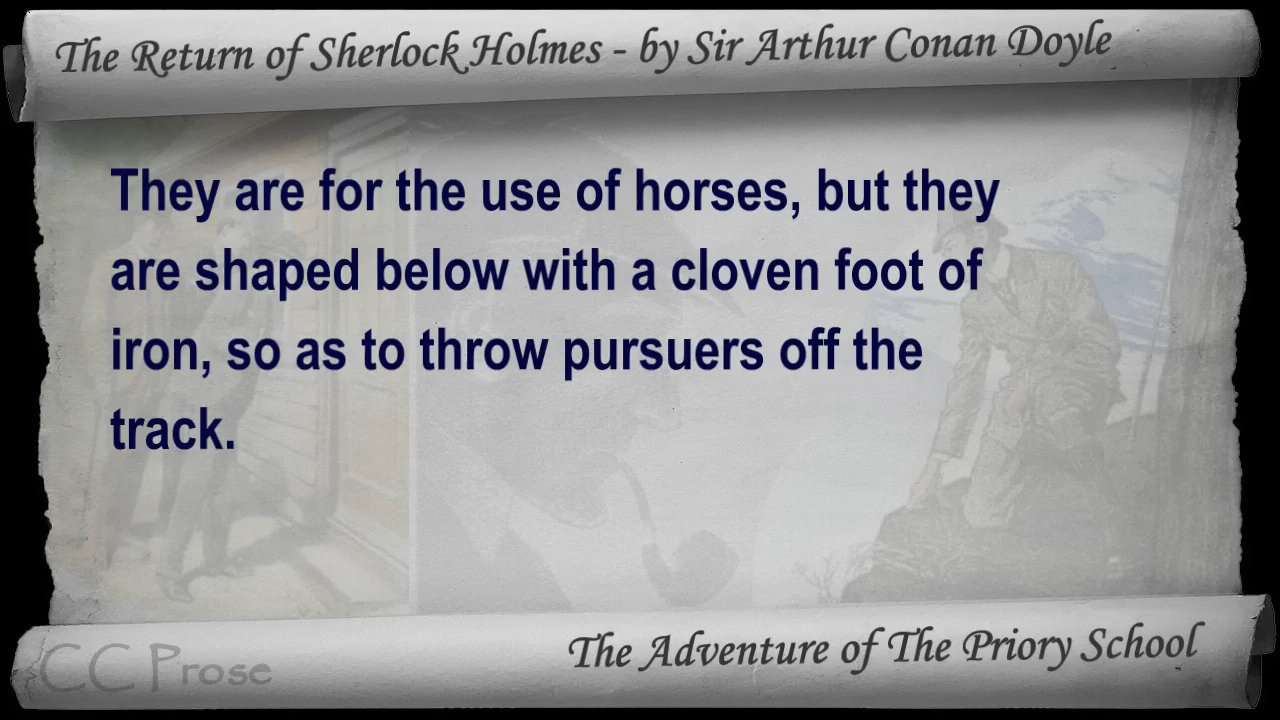 The Return of Sherlock Holmes - by Sir Arthur Conan Doyle
They are for the use of horses, but they
are shaped below with a cloven foot of
iron, so as to throw pursuers off the
track.
CC Prose
The Adventure of The Priory School